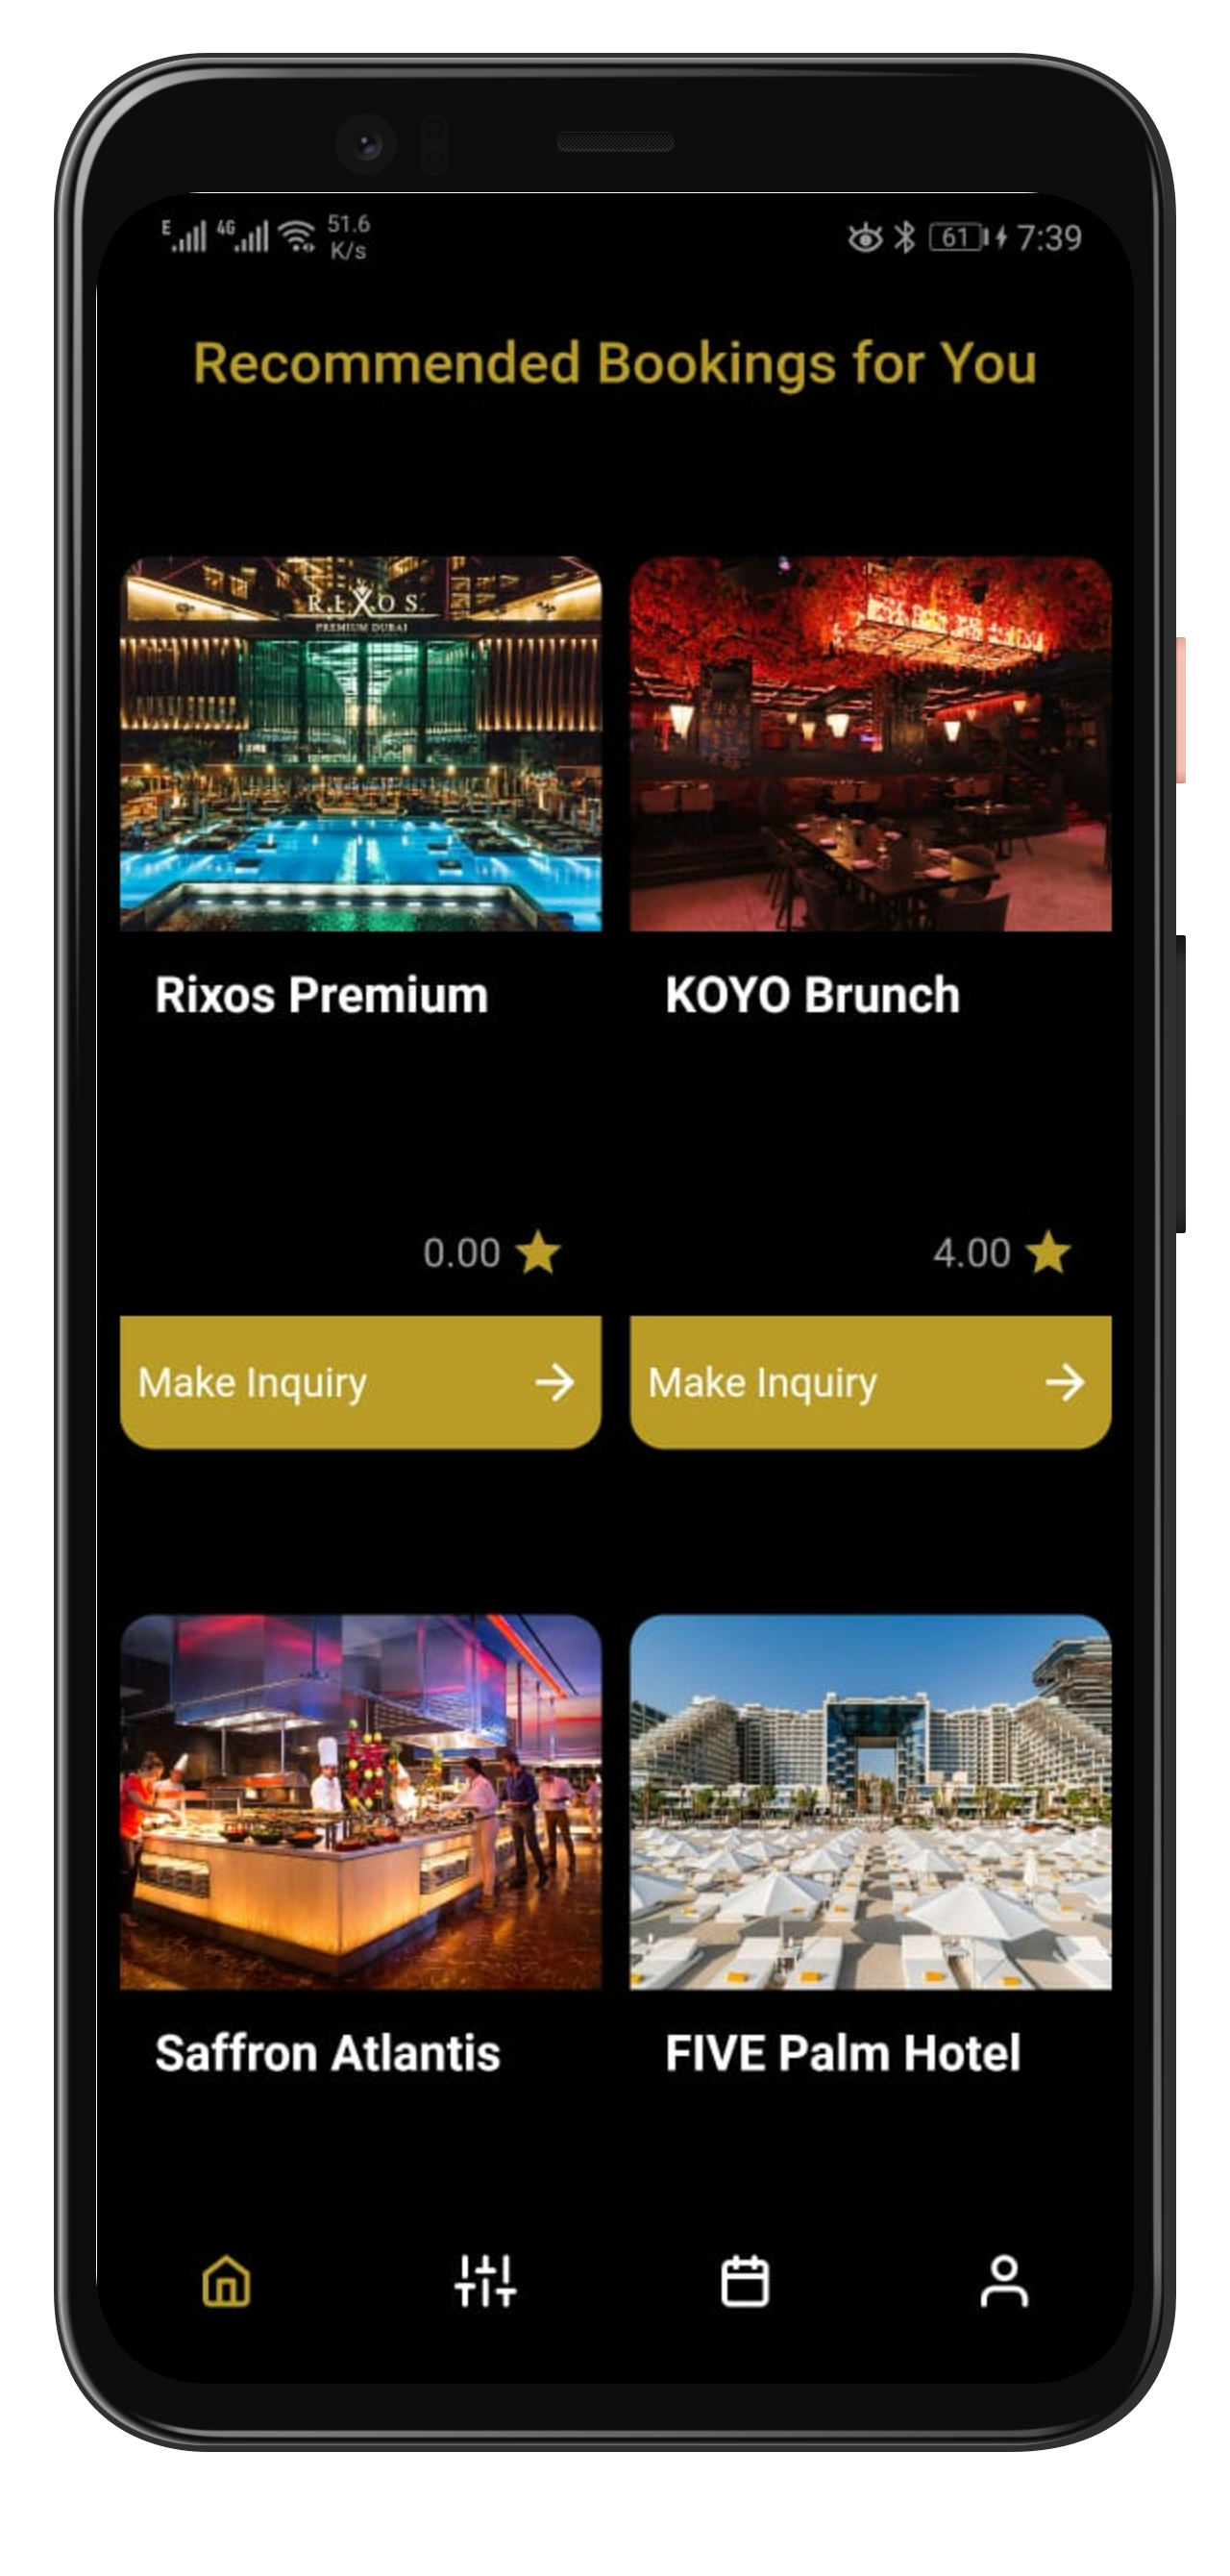 E 4G 51.6
K/s
61 7:39
Recommended Bookings for You
RIXOS
PREMIUM DUBAI
Rixos Premium
KOYO Brunch
0.00
4.00
Make Inquiry
Make Inquiry
Saffron Atlantis
FIVE Palm Hotel